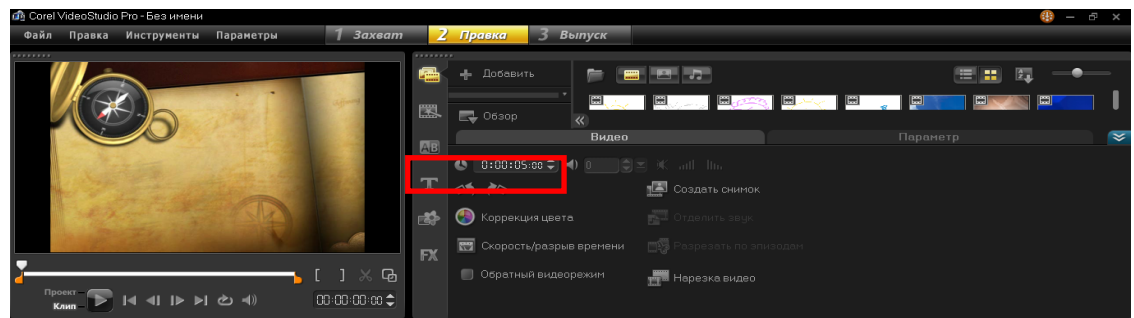 Corel VideoStudio Pro - Без имени
Файл Правка Инструменты Параметры 1 Захват 2 Правка 3 Выпуск
Добавить
Обзор
Видео Параметр
AB
0:00:05:00 0
T
Создать снимок
Коррекция цвета Отделить звук
FX Скорость/разрыв времени Разрезать по эпизодам
Обратный видеорежим Нарезка видео
Проект
Клип
00:00:00:00